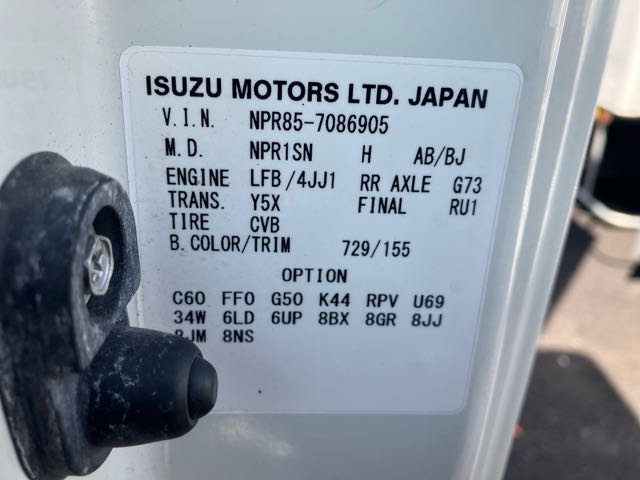 ISUZU MOTORS LTD. JAPAN
V.I.N. NPR85-7086905
M.D. NPR1SN H AB/BJ
ENGINE LFB/4JJ1 RR AXLE G73
TRANS. Y5X FINAL RU1
TIRE CVB
B.COLOR/TRIM 729/155
OPTION
C60 FF0 G50 K44 RPV U69
34W 6LD 6UP 8BX 8GR 8JJ
8JM 8NS